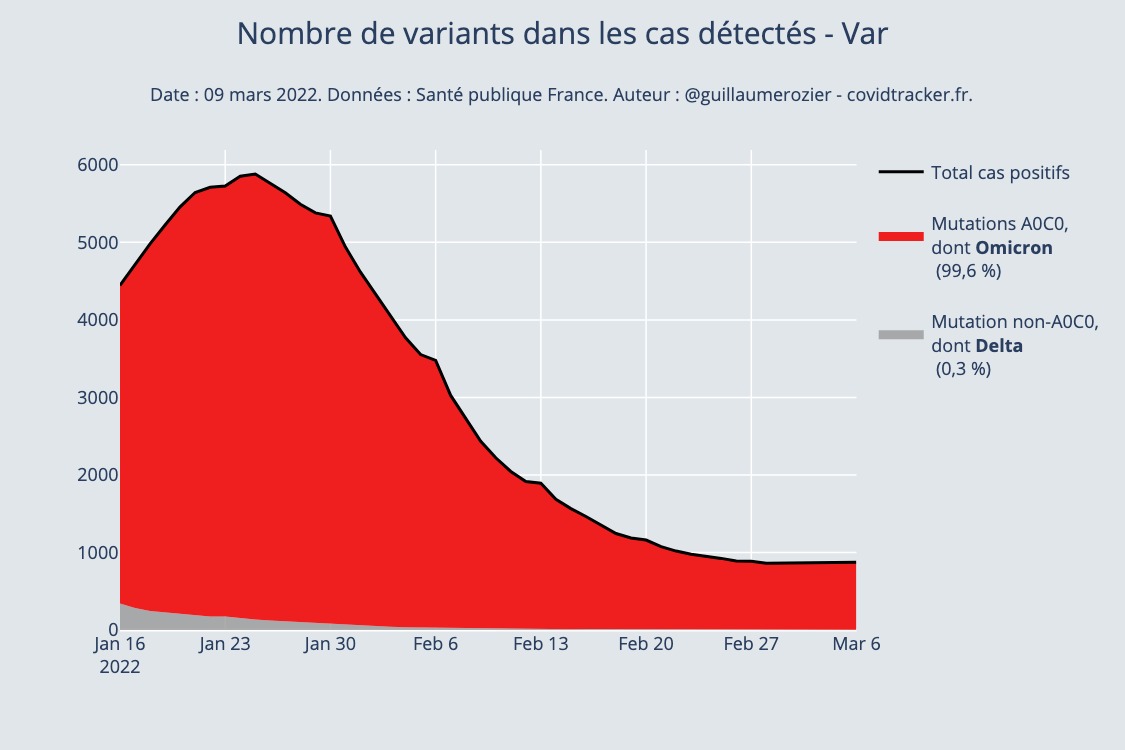 Nombre de variants dans les cas détectés - Var
Date : 09 mars 2022. Données : Santé publique France. Auteur : @guillaumerozier - covidtracker.fr.
6000
5000
4000
3000
2000
1000
0
Jan 16
2022
Jan 23
Jan 30
Feb 6
Feb 13
Feb 20
Feb 27
Mar 6
Total cas positifs
Mutations A0C0,
dont Omicron
(99,6 %)
Mutation non-A0C0,
dont Delta
(0,3 %)